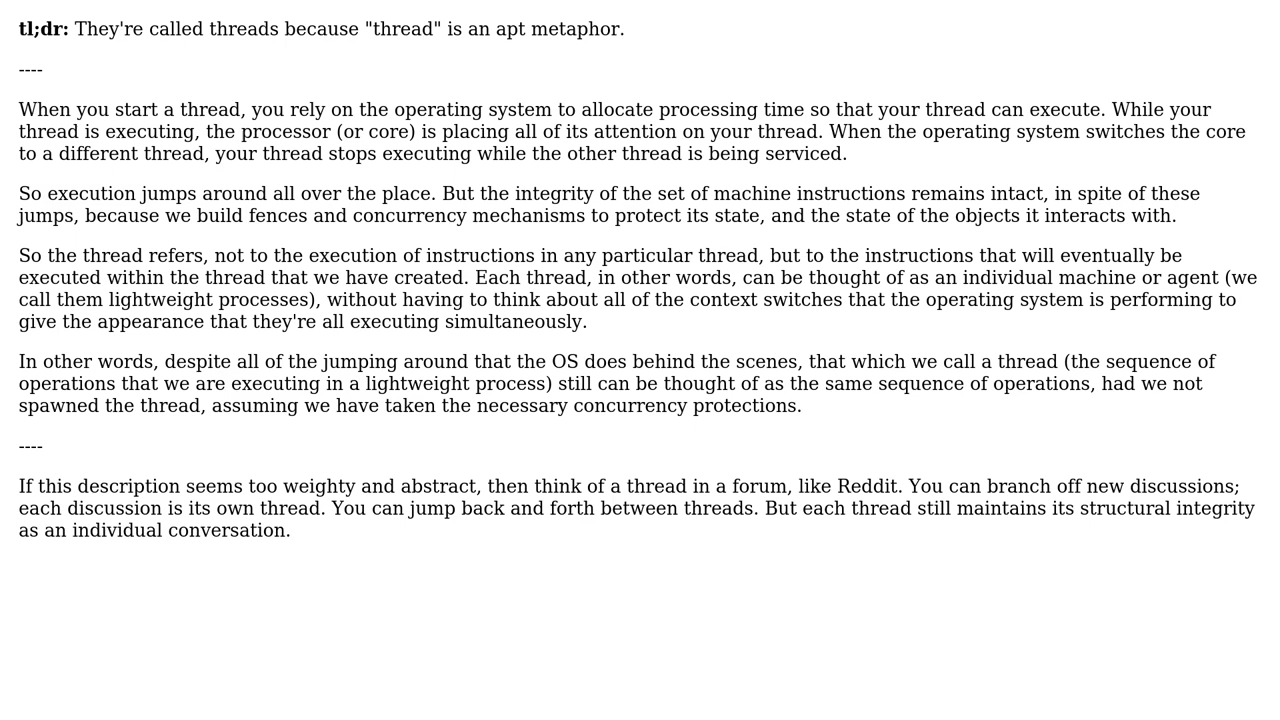 tl;dr: They're called threads because "thread" is an apt metaphor.
----
When you start a thread, you rely on the operating system to allocate processing time so that your thread can execute. While your
thread is executing, the processor (or core) is placing all of its attention on your thread. When the operating system switches the core
to a different thread, your thread stops executing while the other thread is being serviced.
So execution jumps around all over the place. But the integrity of the set of machine instructions remains intact, in spite of these
jumps, because we build fences and concurrency mechanisms to protect its state, and the state of the objects it interacts with.
So the thread refers, not to the execution of instructions in any particular thread, but to the instructions that will eventually be
executed within the thread that we have created. Each thread, in other words, can be thought of as an individual machine or agent (we
call them lightweight processes), without having to think about all of the context switches that the operating system is performing to
give the appearance that they're all executing simultaneously.
In other words, despite all of the jumping around that the OS does behind the scenes, that which we call a thread (the sequence of
operations that we are executing in a lightweight process) still can be thought of as the same sequence of operations, had we not
spawned the thread, assuming we have taken the necessary concurrency protections.
----
If this description seems too weighty and abstract, then think of a thread in a forum, like Reddit. You can branch off new discussions;
each discussion is its own thread. You can jump back and forth between threads. But each thread still maintains its structural integrity
as an individual conversation.